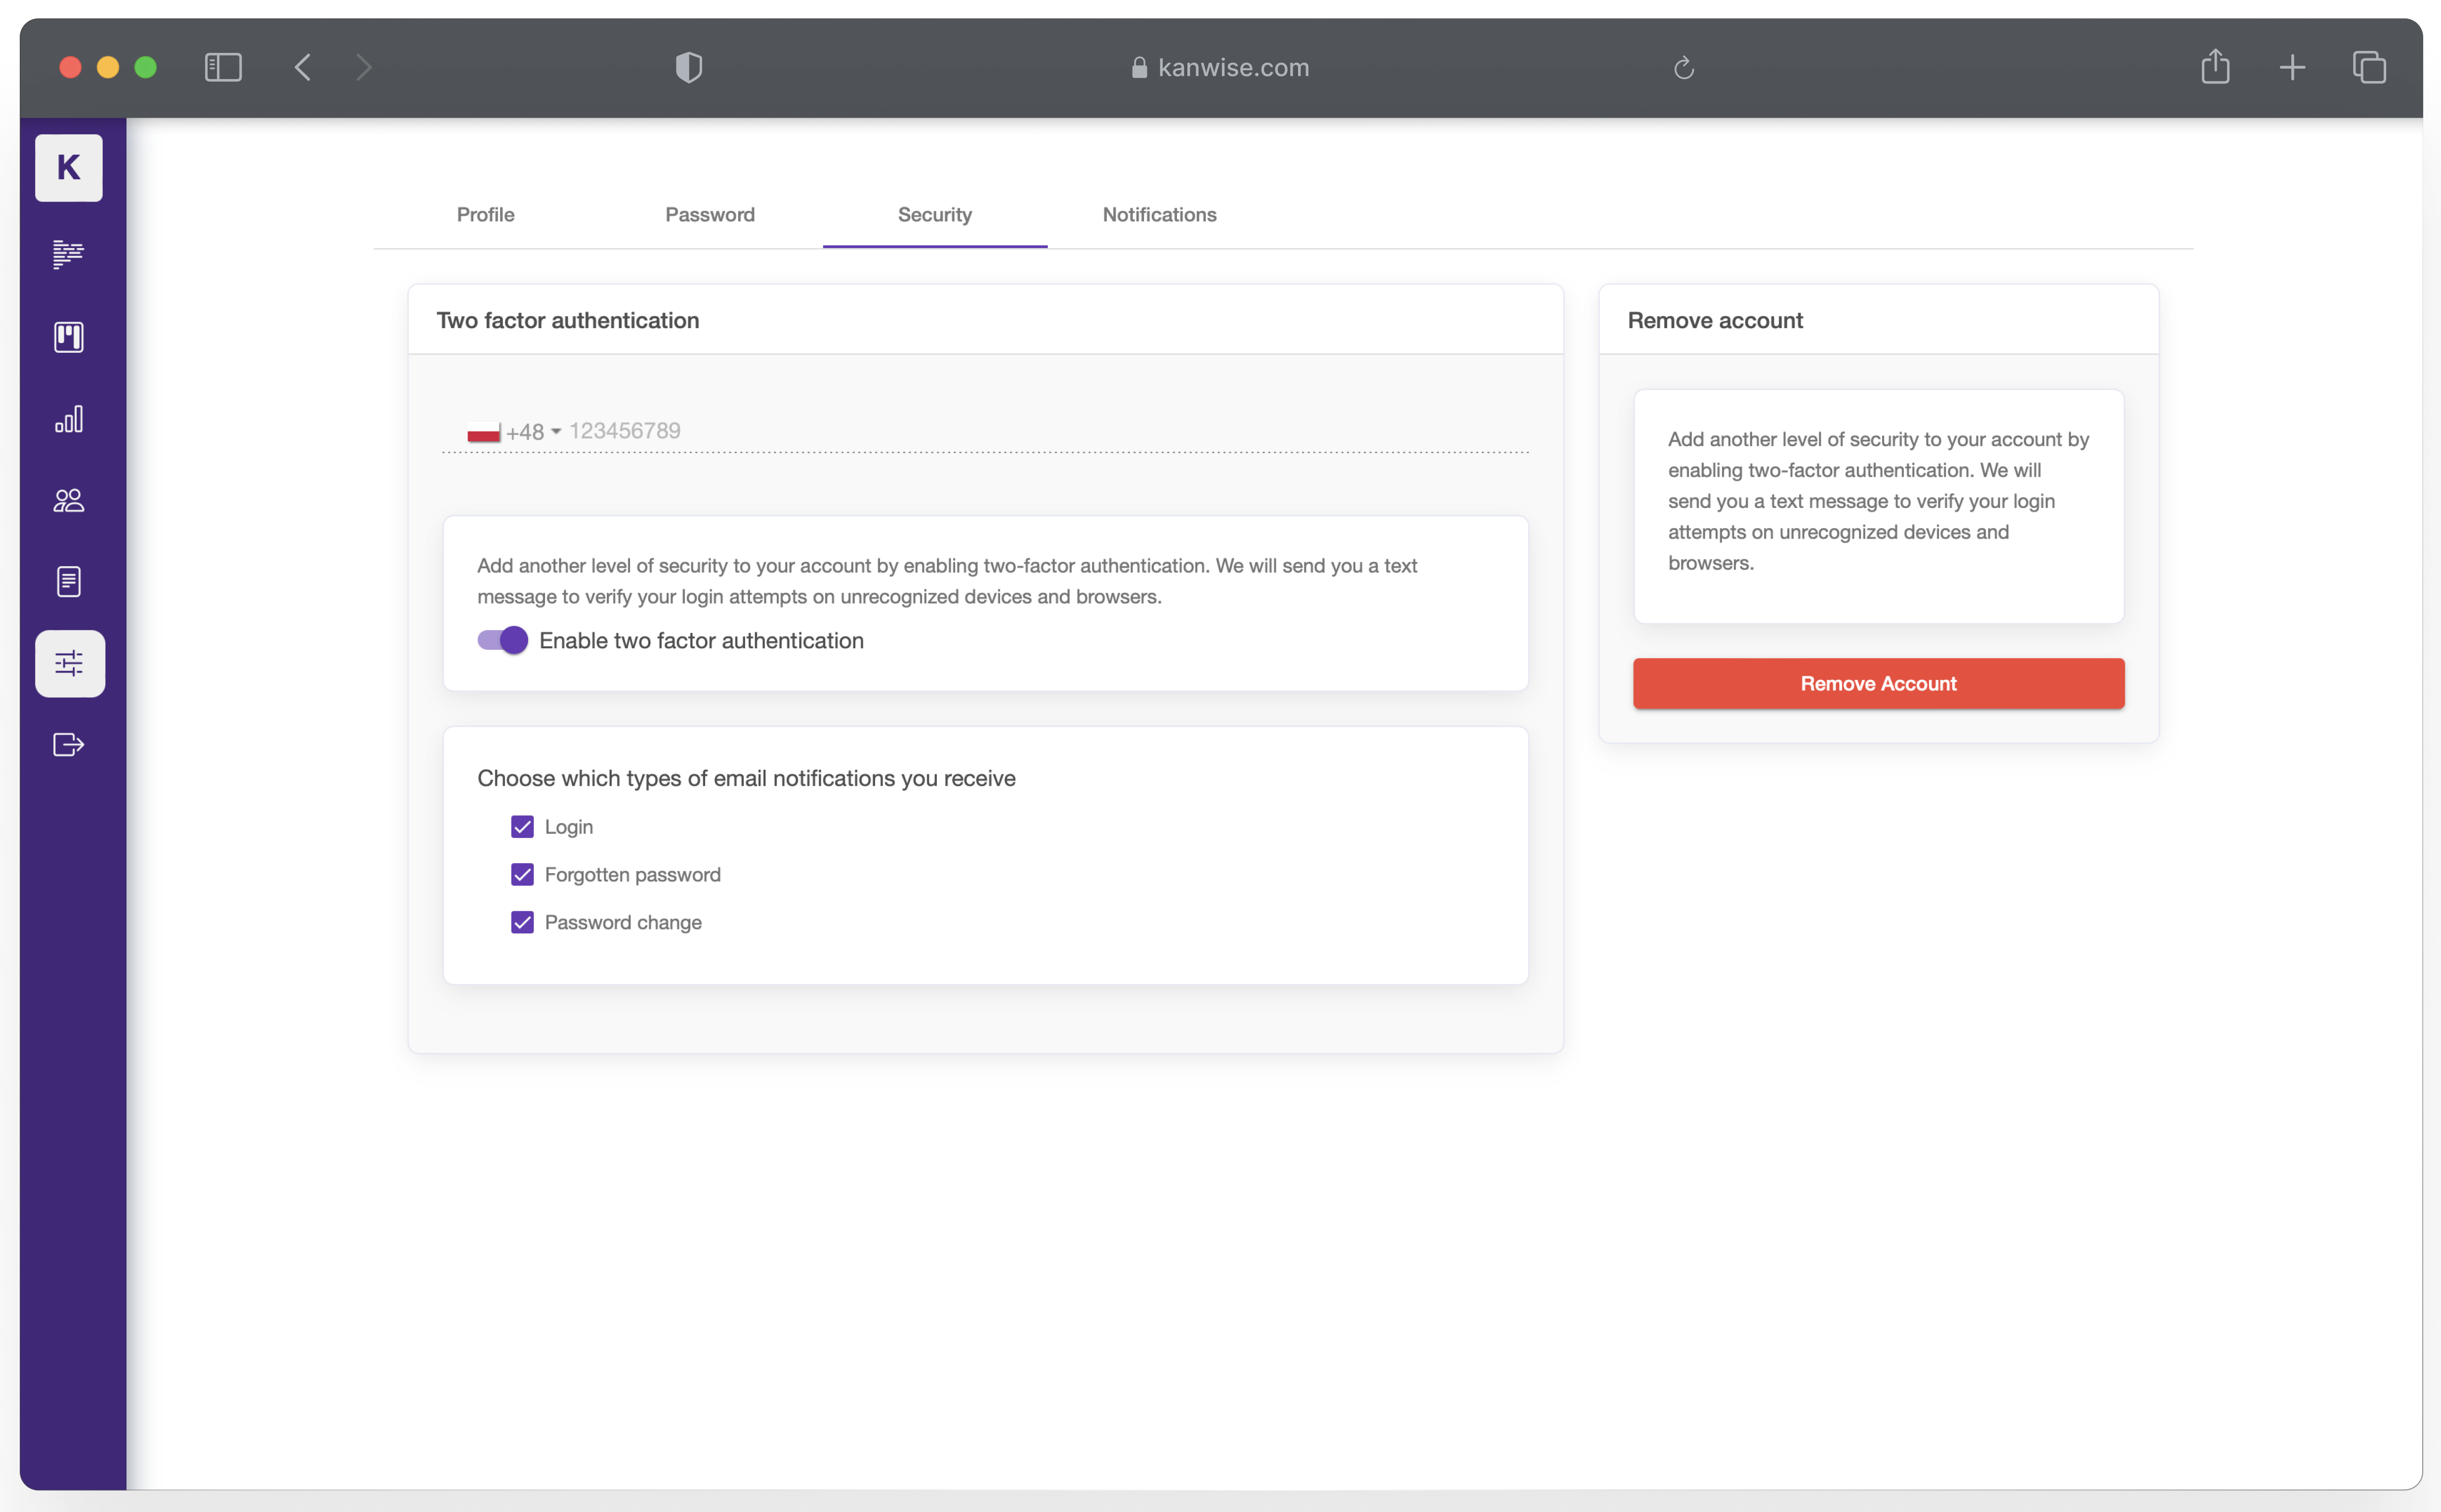 kanwise.com
K
Profile
Password
Security
Notifications
Two factor authentication
+48
123456789
Add another level of security to your account by enabling two-factor authentication. We will send you a text
message to verify your login attempts on unrecognized devices and browsers.
Enable two factor authentication
Choose which types of email notifications you receive
Login
Forgotten password
Password change
Remove account
Add another level of security to your account by
enabling two-factor authentication. We will
send you a text message to verify your login
attempts on unrecognized devices and
browsers.
Remove Account